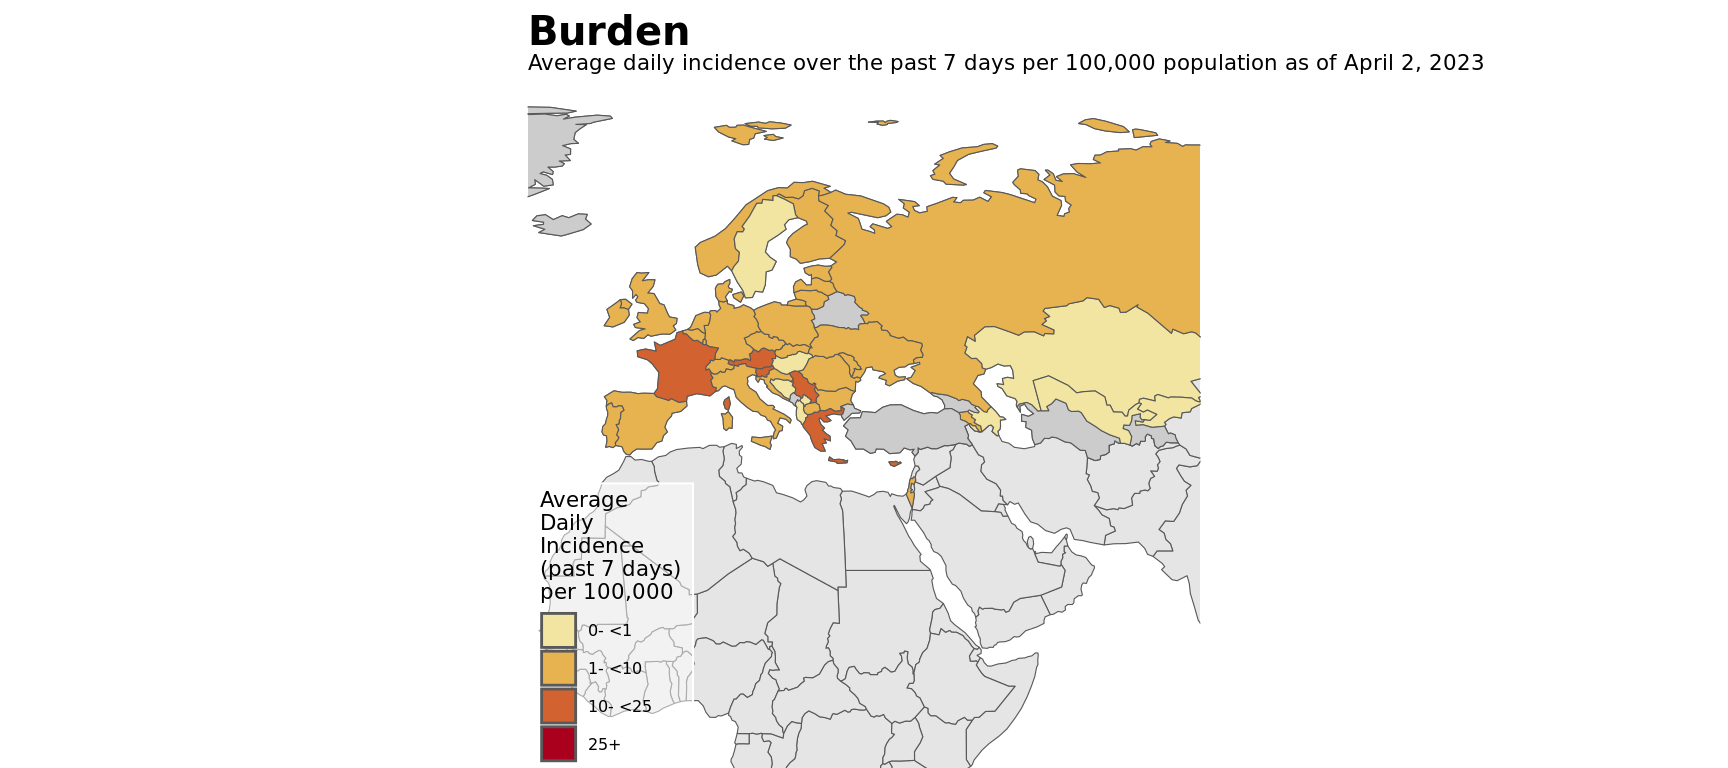 Burden
Average daily incidence over the past 7 days per 100,000 population as of April 2, 2023
Average
Daily
Incidence
(past 7 days)
per 100,000
0- <1
1- <10
10- <25
25+